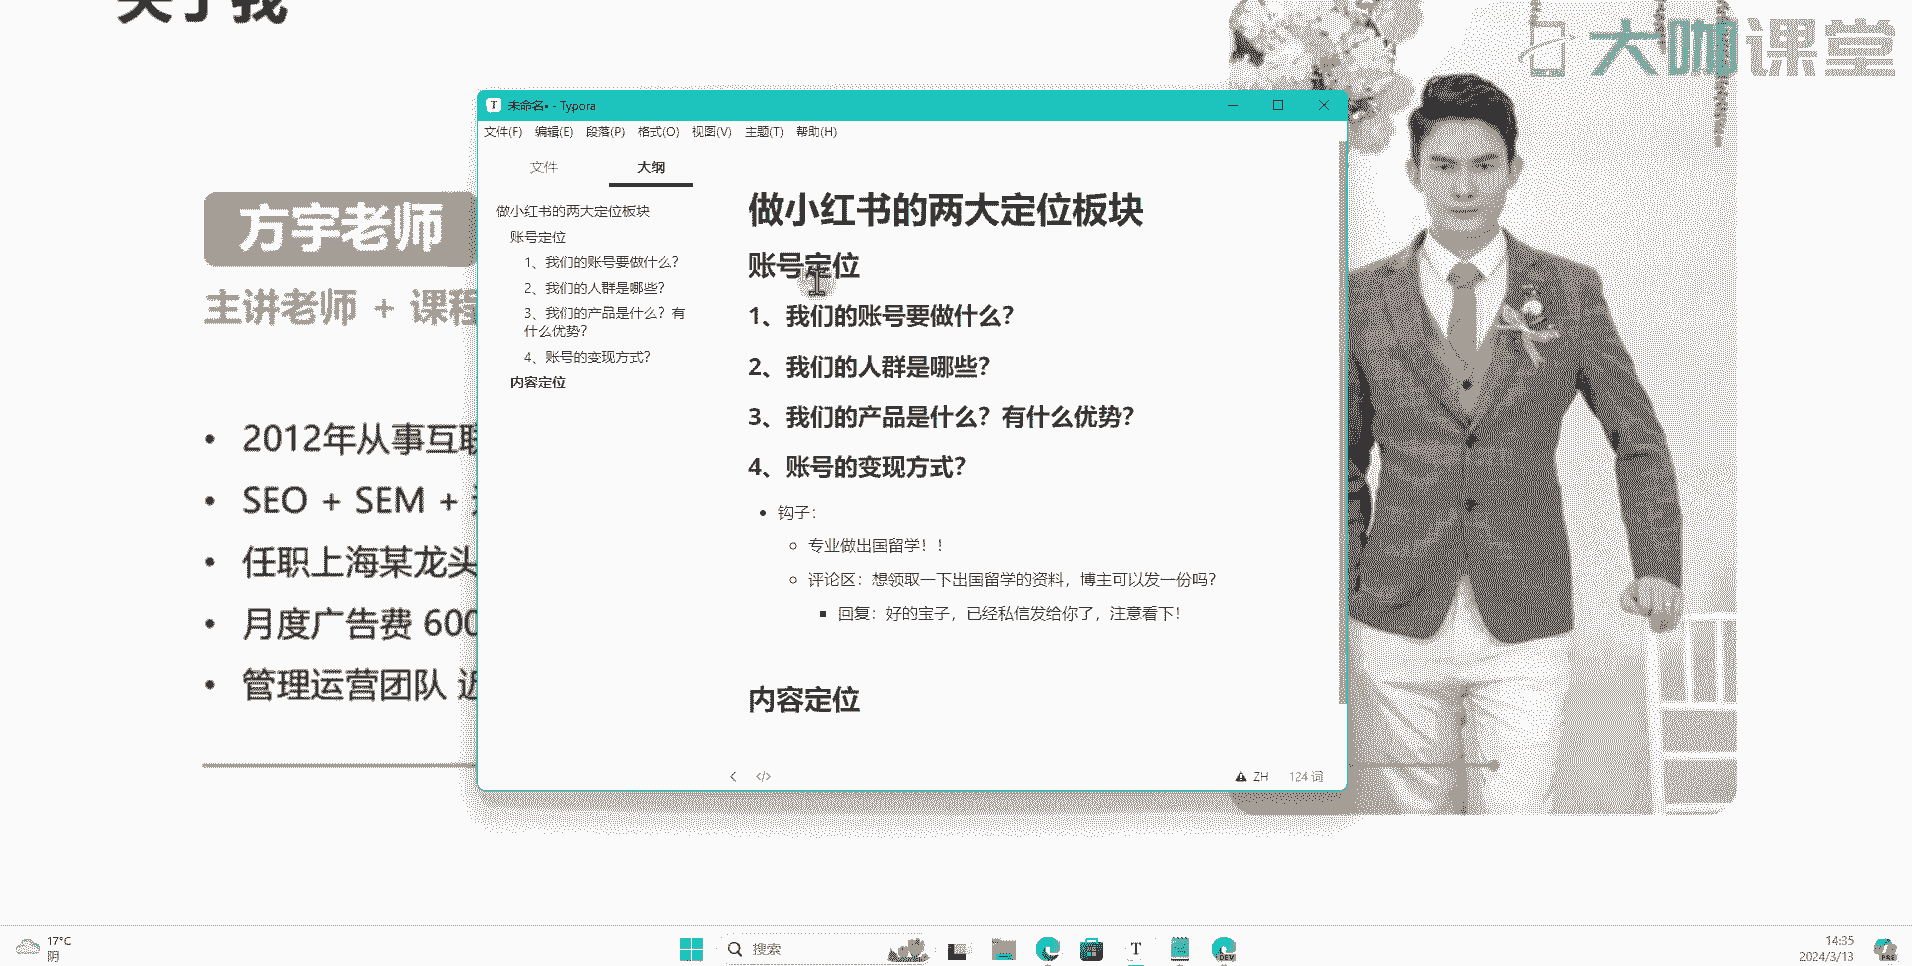 关于我
大咖课堂
方宇老师
主讲老师 + 课程
2012年从事互联
SEO + SEM +
任职上海某龙头
月度广告费 600
管理运营团队 近
未命名• - Typora
文件(F) 编辑(E) 段落(P) 格式(O) 视图(V) 主题(T) 帮助(H)
文件 大纲
做小红书的两大定位板块
账号定位
1、我们的账号要做什么？
2、我们的人群是哪些？
3、我们的产品是什么？有
什么优势？
4、账号的变现方式？
内容定位
做小红书的两大定位板块
账号定位
1、我们的账号要做什么？
2、我们的人群是哪些？
3、我们的产品是什么？有什么优势？
4、账号的变现方式？
钩子：
专业做出国留学！！
评论区：想领取一下出国留学的资料，博主可以发一份吗？
回复：好的宝子，已经私信发给你了，注意看下！
内容定位
ZH 124 词
17°C
阴
搜索
DEV
14:35
2024/3/13
PRE